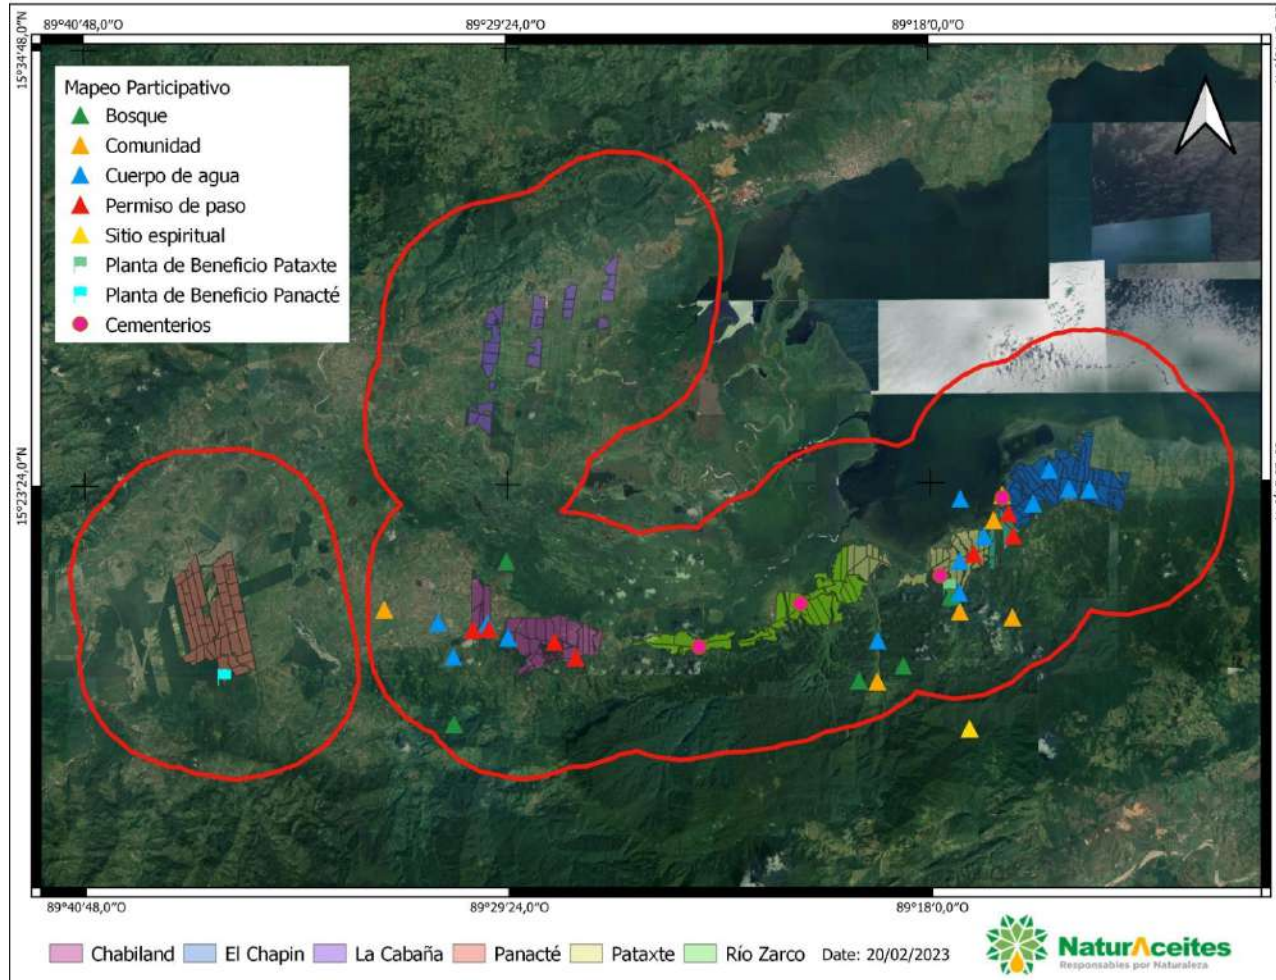 89°40'48,0"O 89°29'24,0"O 89°18'0,0"O
15°34'48,0"N
Mapeo Participativo
Bosque
Comunidad
Cuerpo de agua
Permiso de paso
Sitio espiritual
Planta de Beneficio Pataxte
Planta de Beneficio Panacté
Cementerios
15°23'24,0"N
89°40'48,0"O 89°29'24,0"O 89°18'0,0"O
Chabiland El Chapin La Cabaña Panacté Pataxte Río Zarco Date: 20/02/2023
NaturAceites
Responsables por Naturaleza